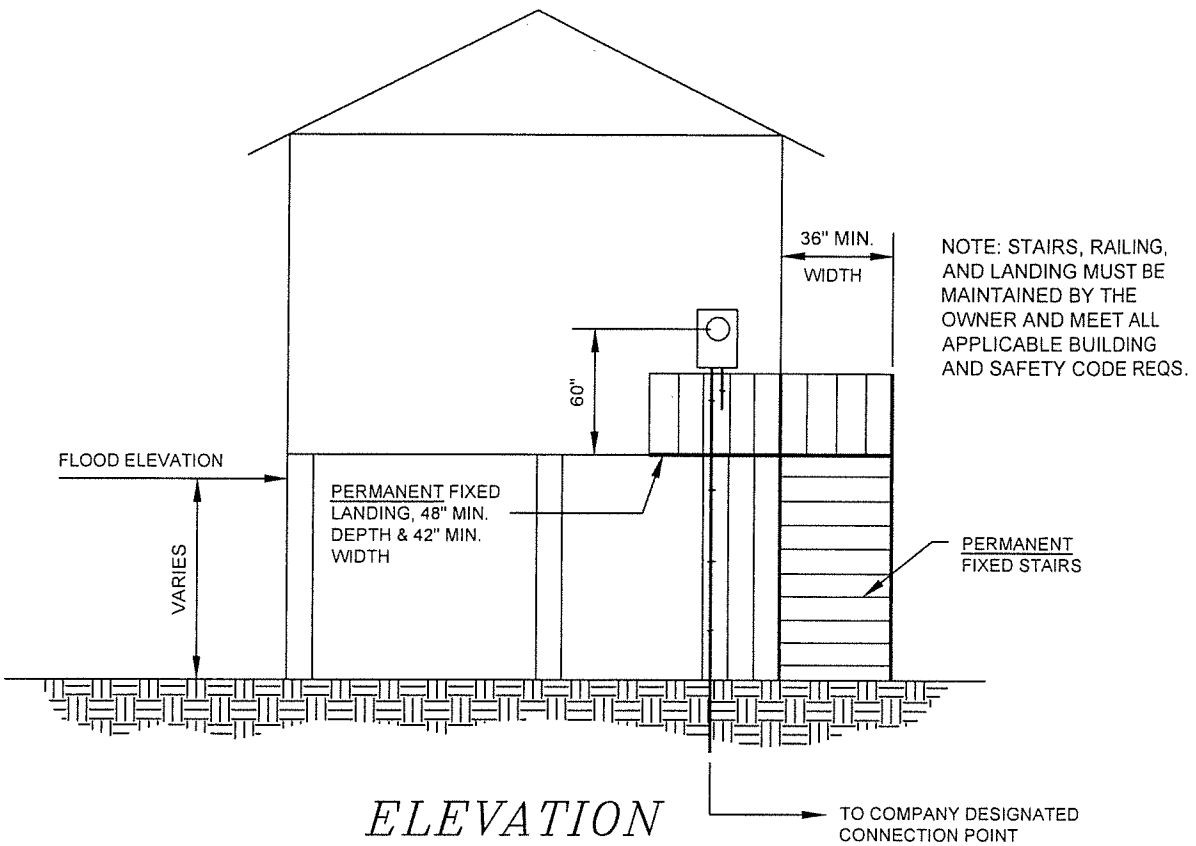 36" MIN.
WIDTH
NOTE: STAIRS, RAILING,
AND LANDING MUST BE
MAINTAINED BY THE
OWNER AND MEET ALL
APPLICABLE BUILDING
AND SAFETY CODE REQS.
60"
FLOOD ELEVATION
VARIES
PERMANENT FIXED
LANDING, 48" MIN.
DEPTH & 42" MIN.
WIDTH
PERMANENT
FIXED STAIRS
ELEVATION
TO COMPANY DESIGNATED
CONNECTION POINT